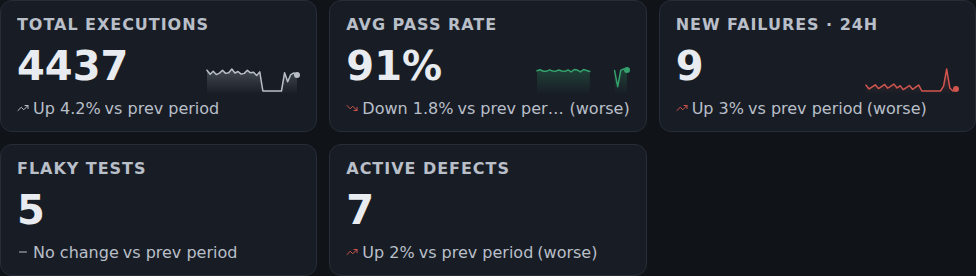 TOTAL EXECUTIONS
4437
Up 4.2% vs prev period
AVG PASS RATE
91%
Down 1.8% vs prev per… (worse)
NEW FAILURES · 24H
9
Up 3% vs prev period (worse)
FLAKY TESTS
5
No change vs prev period
ACTIVE DEFECTS
7
Up 2% vs prev period (worse)